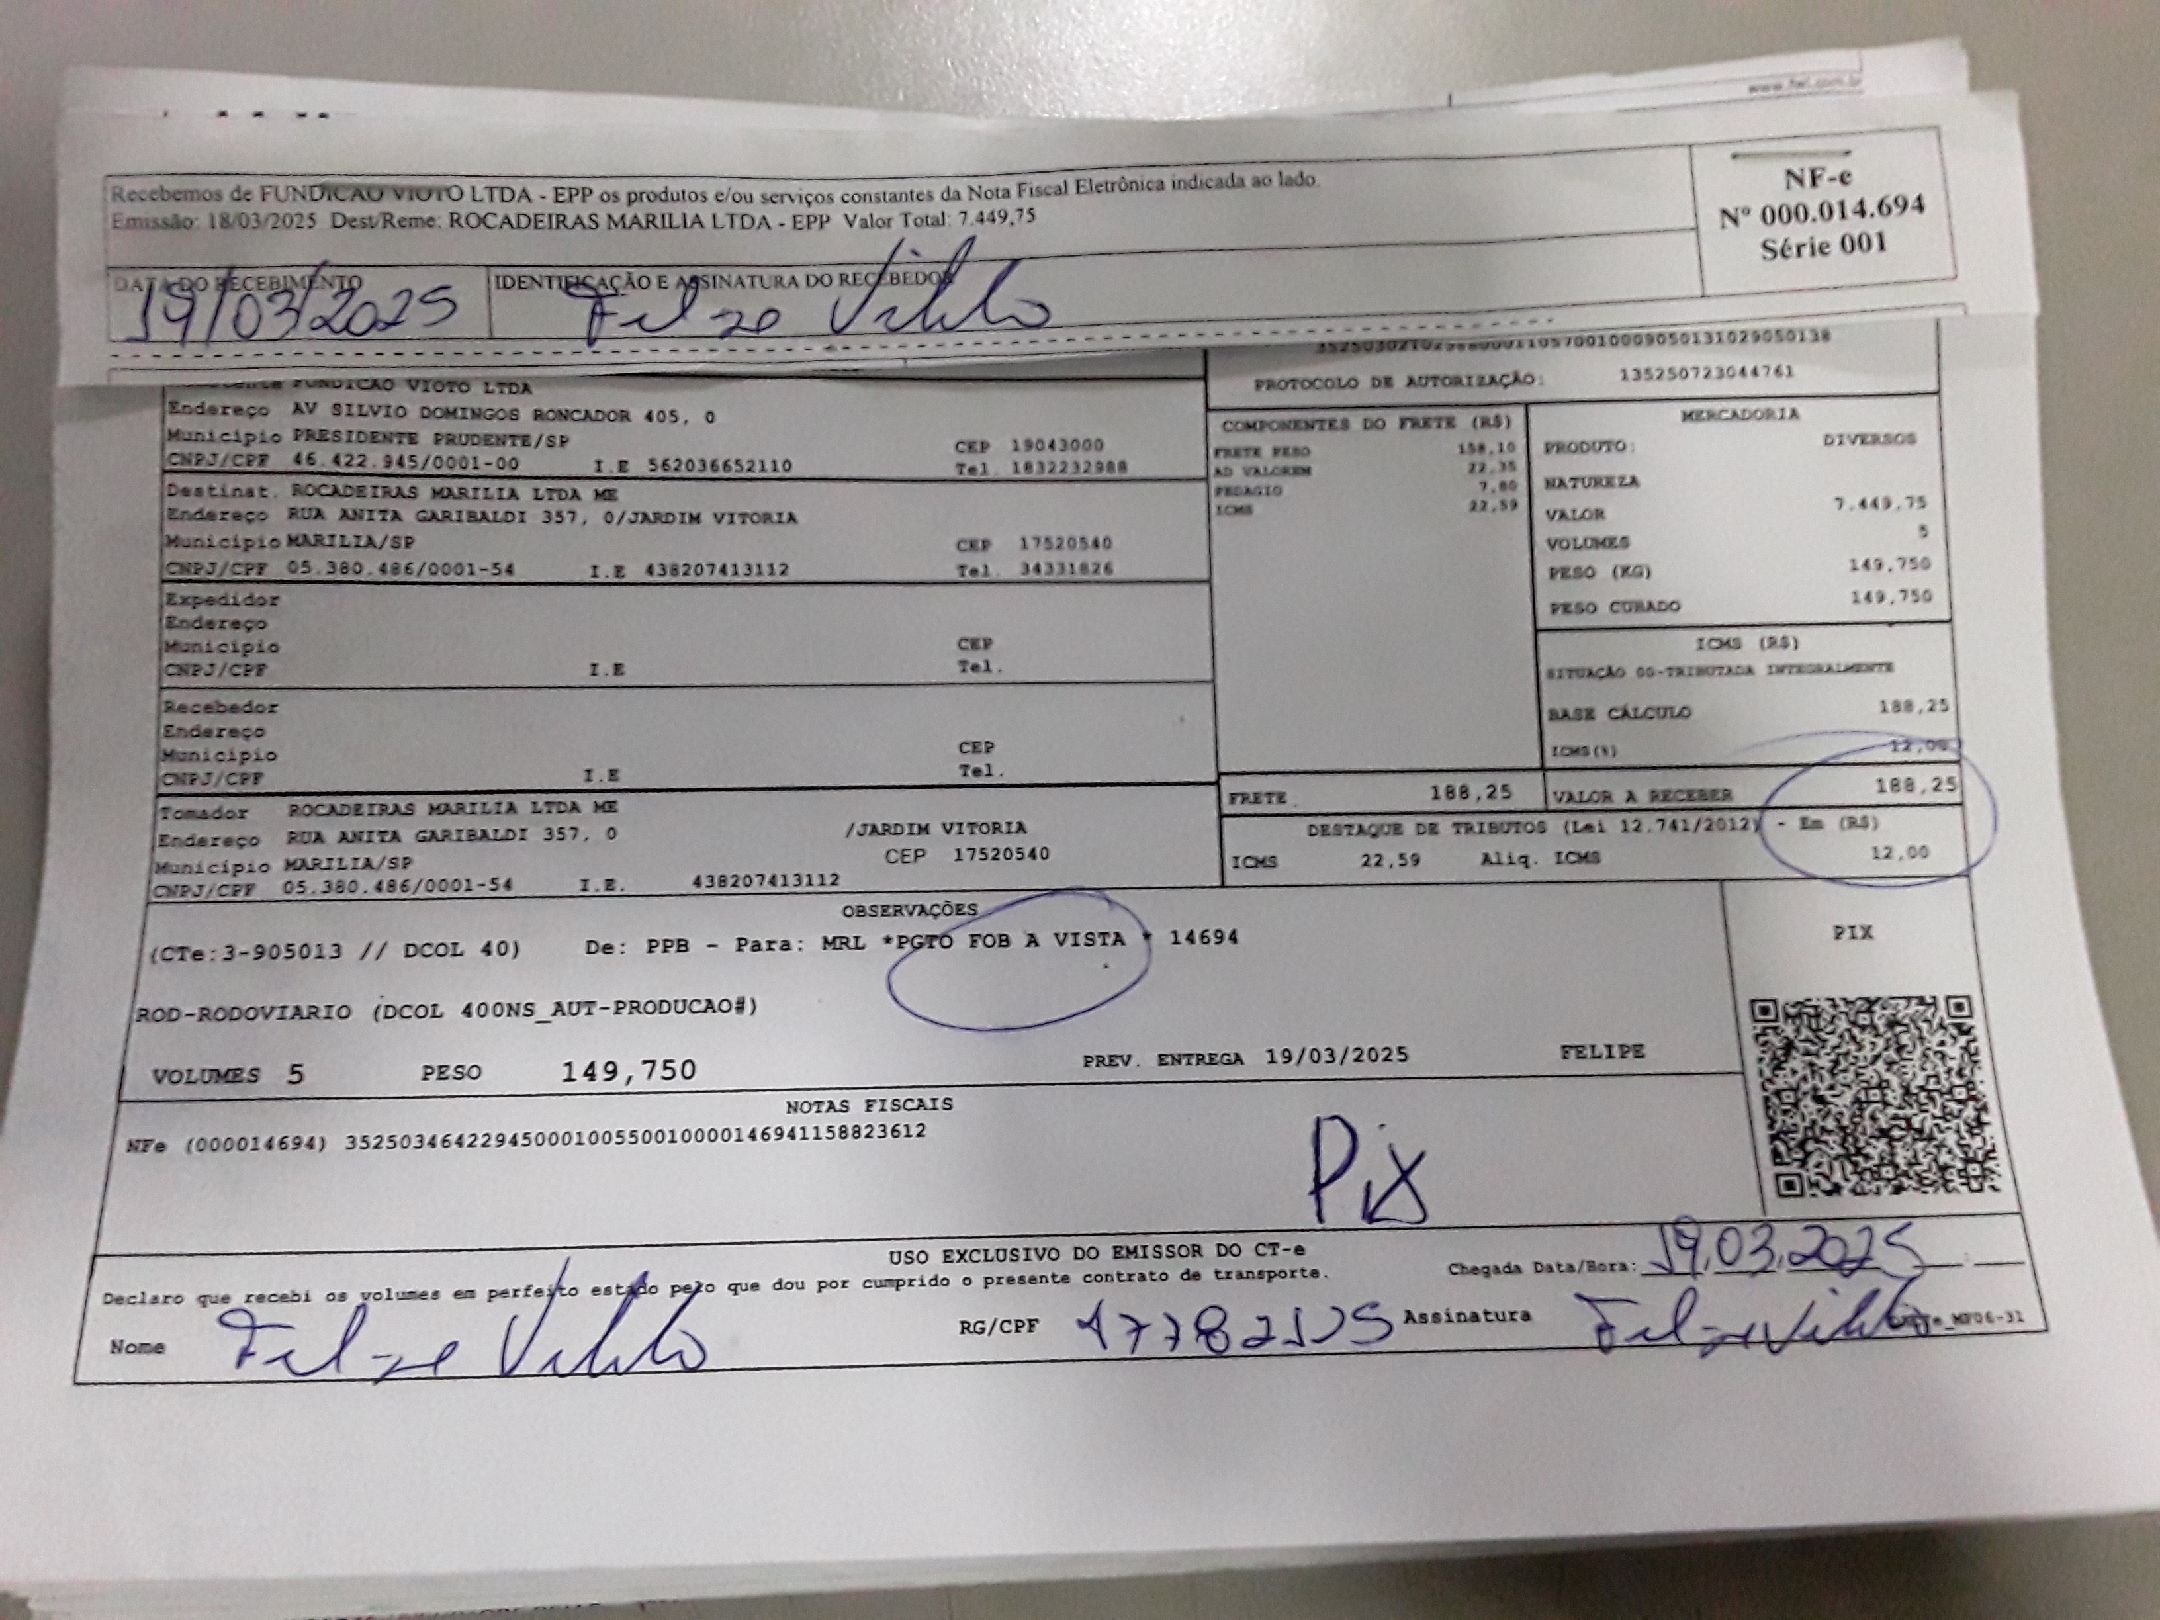 www.fwl.com.br
Recebemos de FUNDICAO VIOTO LTDA - EPP os produtos e/ou serviços constantes da Nota Fiscal Eletrônica indicada ao lado.
Emissão: 18/03/2025 Dest/Reme: ROCADEIRAS MARILIA LTDA - EPP Valor Total: 7.449,75
NF-e
Nº 000.014.694
Série 001
DATA DO RECEBIMENTO
19/03/2025
IDENTIFICAÇÃO E ASSINATURA DO RECEBEDOR
PROTOCOLO DE AUTORIZAÇÃO: 135250723044761
FUNDICAO VIOTO LTDA
Endereço AV SILVIO DOMINGOS RONCADOR 405, 0
Município PRESIDENTE PRUDENTE/SP CEP 19043000
CNPJ/CPF 46.422.945/0001-00 I.E 562036652110 Tel. 1832232988
Destinat. ROCADEIRAS MARILIA LTDA ME
Endereço RUA ANITA GARIBALDI 357, 0/JARDIM VITORIA
Município MARILIA/SP CEP 17520540
CNPJ/CPF 05.380.486/0001-54 I.E 438207413112 Tel. 34331826
Expedidor
Endereço
Município CEP
CNPJ/CPF I.E Tel.
Recebedor
Endereço
Município CEP
CNPJ/CPF I.E Tel.
Tomador ROCADEIRAS MARILIA LTDA ME
Endereço RUA ANITA GARIBALDI 357, 0 /JARDIM VITORIA
Município MARILIA/SP CEP 17520540
CNPJ/CPF 05.380.486/0001-54 I.E. 438207413112
COMPONENTES DO FRETE (R$)
FRETE PESO 158,10
AD VALOREM 22,35
PEDAGIO 7,80
ICMS 22,59
MERCADORIA
PRODUTO: DIVERSOS
NATUREZA
VALOR 7.449,75
VOLUMES 5
PESO (KG) 149,750
PESO CUBADO 149,750
ICMS (R$)
SITUAÇÃO 00-TRIBUTADA INTEGRALMENTE
BASE CÁLCULO 188,25
ICMS(%) 12,00
FRETE 188,25 VALOR A RECEBER 188,25
DESTAQUE DE TRIBUTOS (Lei 12.741/2012) - Em (R$)
ICMS 22,59 Aliq. ICMS 12,00
OBSERVAÇÕES
(CTe:3-905013 // DCOL 40) De: PPB - Para: MRL *PGTO FOB A VISTA * 14694
ROD-RODOVIARIO (DCOL 400NS_AUT-PRODUCAO#)
VOLUMES 5 PESO 149,750 PREV. ENTREGA 19/03/2025 FELIPE
PIX
NOTAS FISCAIS
NFe (000014694) 35250346422945000100550010000146941158823612
Pix
USO EXCLUSIVO DO EMISSOR DO CT-e
Declaro que recebi os volumes em perfeito estado pelo que dou por cumprido o presente contrato de transporte.
Chegada Data/Hora: 19.03.2025
Nome RG/CPF Assinatura